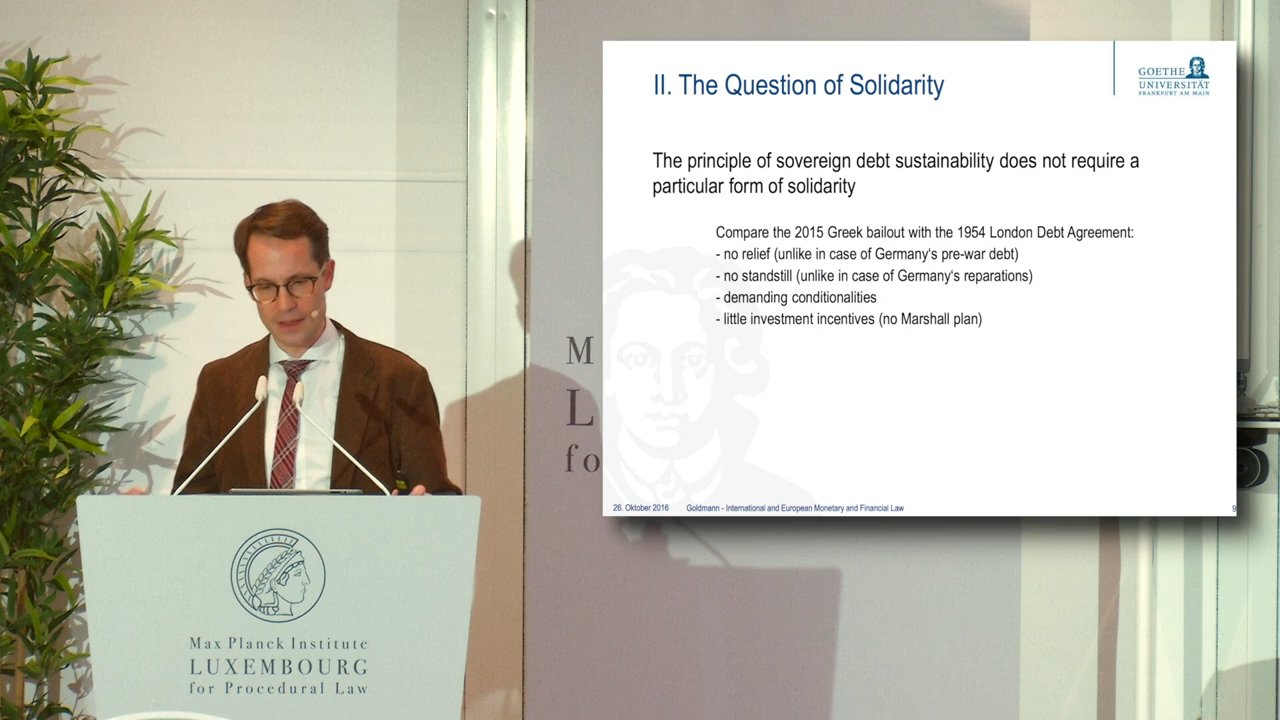 II. The Question of Solidarity
GOETHE
UNIVERSITÄT
FRANKFURT AM MAIN
The principle of sovereign debt sustainability does not require a
particular form of solidarity
Compare the 2015 Greek bailout with the 1954 London Debt Agreement:
- no relief (unlike in case of Germany‘s pre-war debt)
- no standstill (unlike in case of Germany‘s reparations)
- demanding conditionalities
- little investment incentives (no Marshall plan)
26. Oktober 2016 Goldmann - International and European Monetary and Financial Law 9
M
L
fo
Max Planck Institute
LUXEMBOURG
for Procedural Law